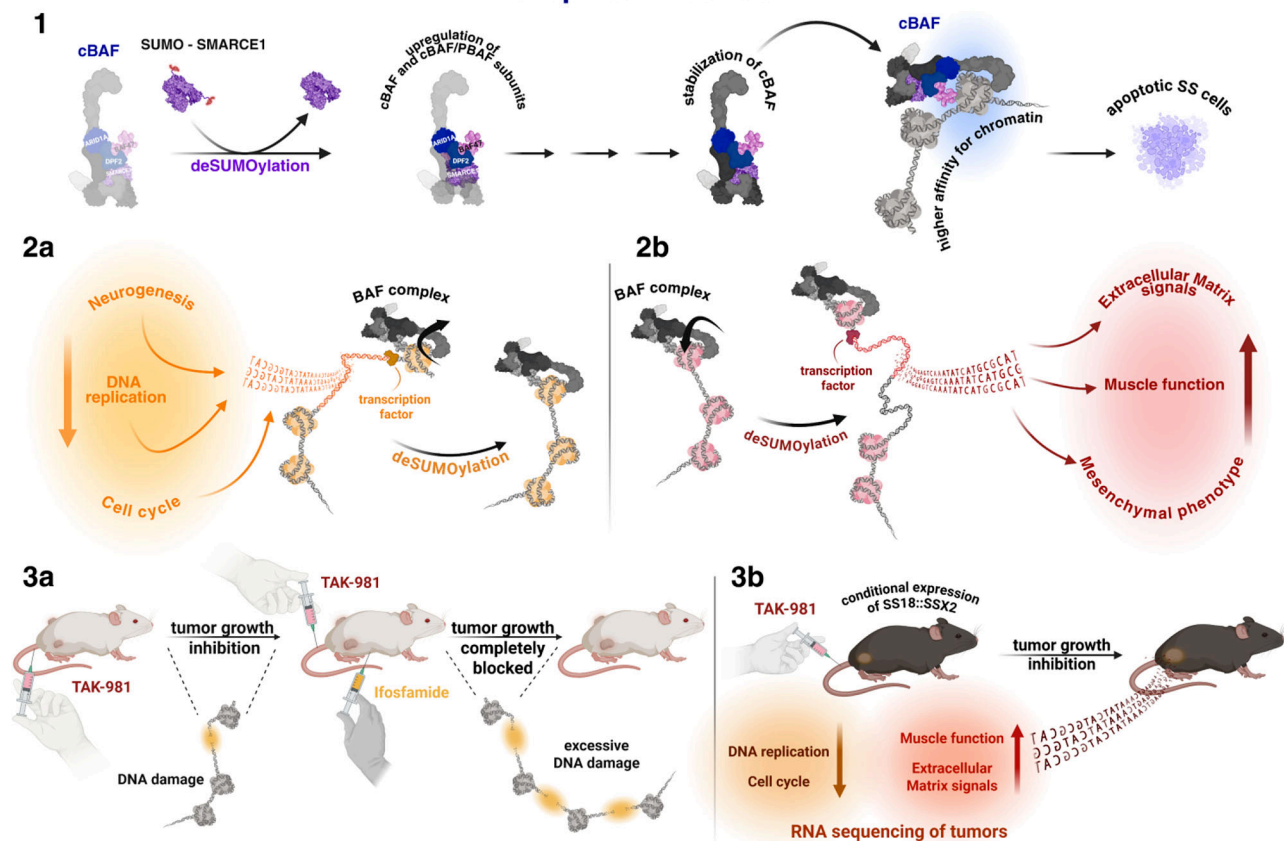 1
cBAF
SUMO - SMARCE1
deSUMOylation
ARID1A
DPF2
upregulation of
cBAF and cBAF/PBAF
subunits
ARID1A
BAF47
DPF2
SMARCE1
stabilization of cBAF
cBAF
higher affinity for chromatin
apoptotic SS cells
2a
Neurogenesis
DNA
replication
Cell cycle
BAF complex
transcription
factor
deSUMOylation
2b
BAF complex
transcription
factor
deSUMOylation
Extracellular Matrix
signals
Muscle function
Mesenchymal phenotype
3a
TAK-981
tumor growth
inhibition
DNA damage
TAK-981
Ifosfamide
tumor growth
completely
blocked
excessive
DNA damage
3b
TAK-981
conditional expression
of SS18::SSX2
tumor growth
inhibition
DNA replication
Cell cycle
Muscle function
Extracellular
Matrix signals
RNA sequencing of tumors